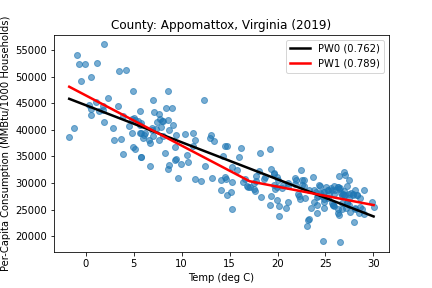 County: Appomattox, Virginia (2019)
PW0 (0.762)
PW1 (0.789)
Per-Capita Consumption (MMBtu/1000 Households)
55000
50000
45000
40000
35000
30000
25000
20000
0 5 10 15 20 25 30
Temp (deg C)